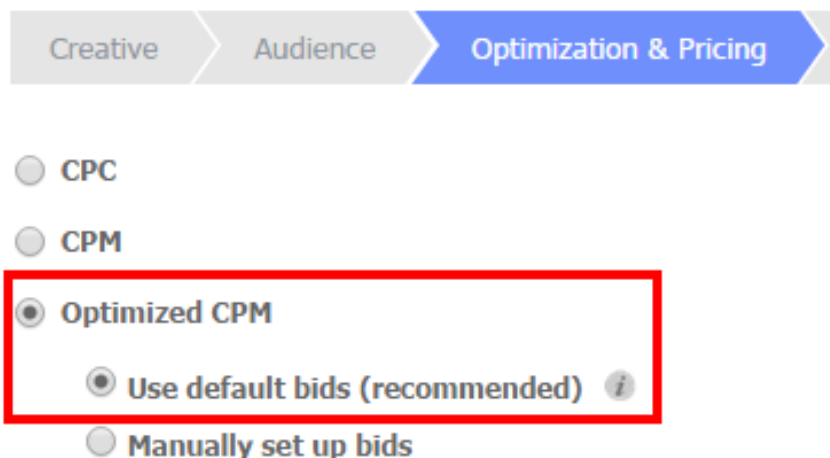 Creative Audience Optimization & Pricing
CPC
CPM
Optimized CPM
Use default bids (recommended) i
Manually set up bids